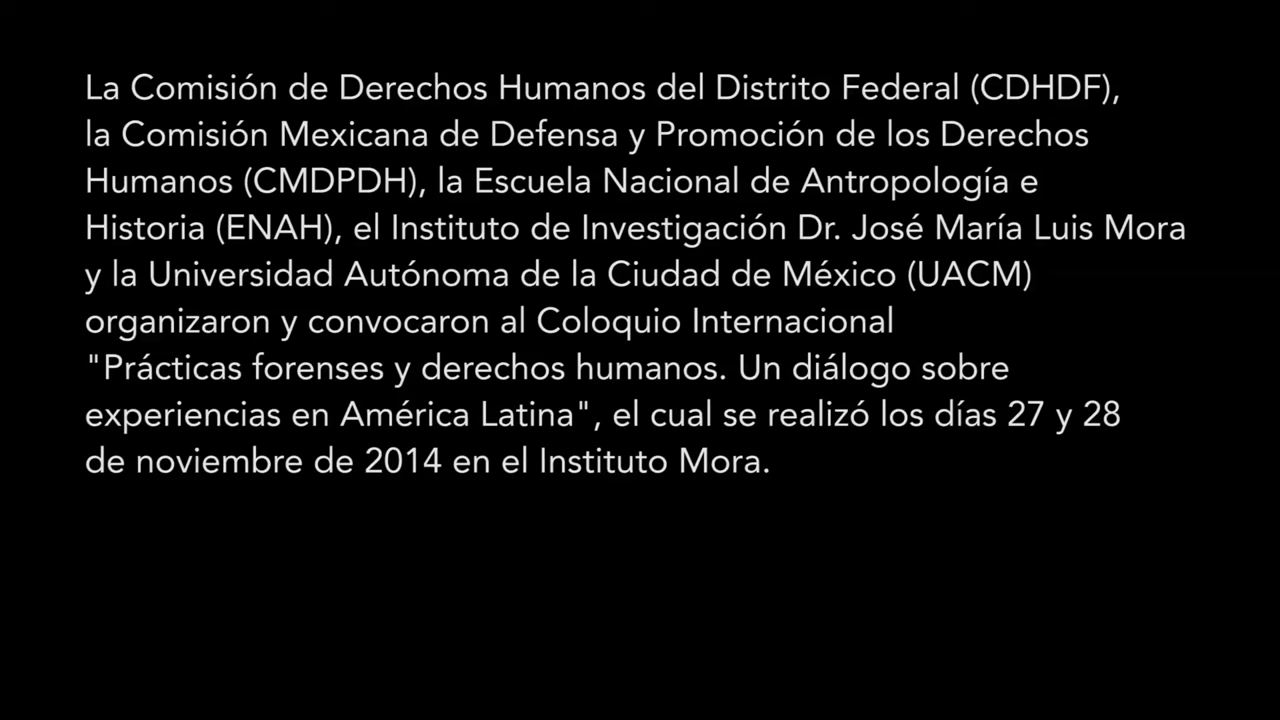 La Comisión de Derechos Humanos del Distrito Federal (CDHDF),
la Comisión Mexicana de Defensa y Promoción de los Derechos
Humanos (CMDPDH), la Escuela Nacional de Antropología e
Historia (ENAH), el Instituto de Investigación Dr. José María Luis Mora
y la Universidad Autónoma de la Ciudad de México (UACM)
organizaron y convocaron al Coloquio Internacional
"Prácticas forenses y derechos humanos. Un diálogo sobre
experiencias en América Latina", el cual se realizó los días 27 y 28
de noviembre de 2014 en el Instituto Mora.